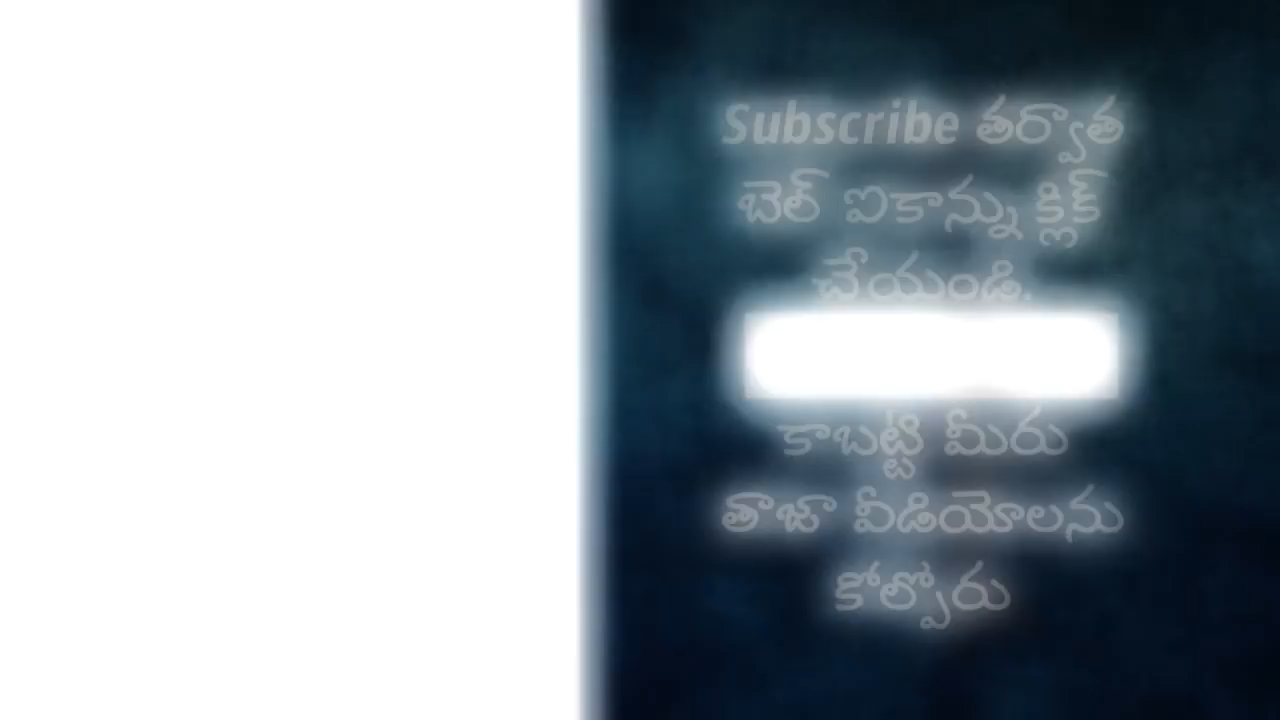 Subscribe తర్వాత
బెల్ ఐకాన్ను క్లిక్
చేయండి.
కాబట్టి మీరు
తాజా వీడియోలను
కోల్పోరు